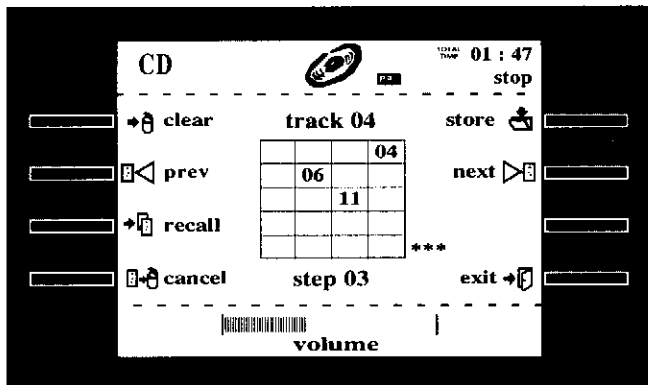 CD
TOTAL TIME 01 : 47
stop
clear
track 04
store
prev
04
06
11
next
recall
***
cancel
step 03
exit
volume